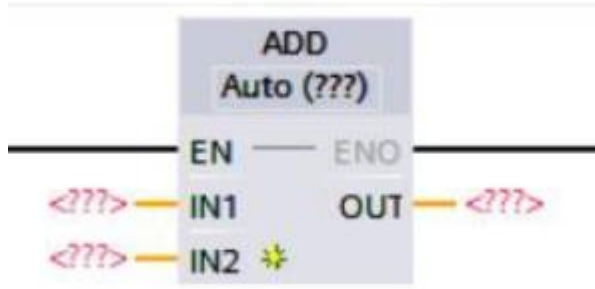 ADD
Auto (???)
EN ENO
<???> IN1 OUT <???>
<???> IN2